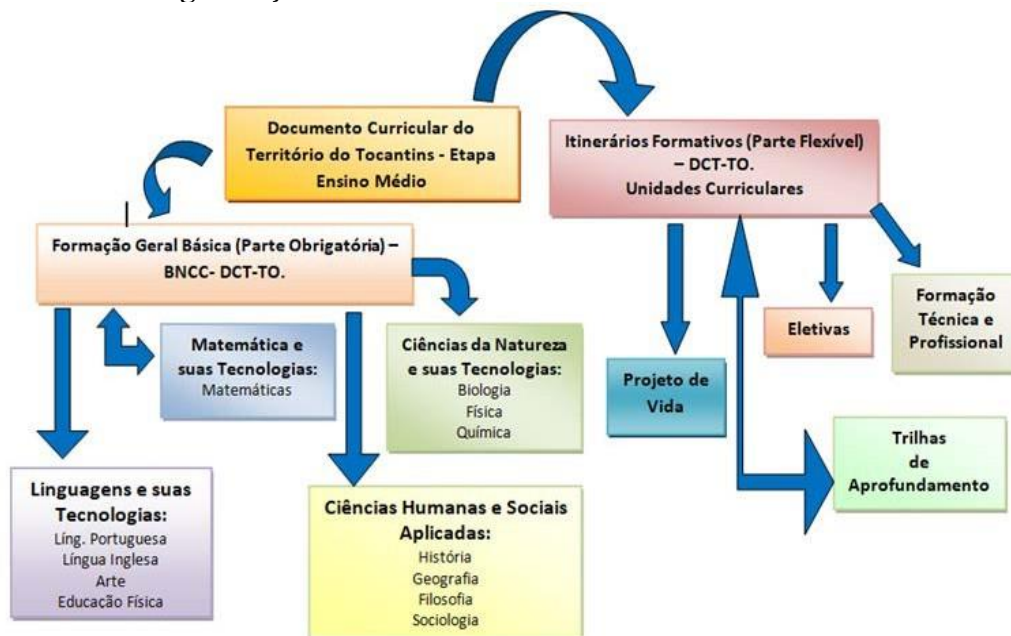 Documento Curricular do
Território do Tocantins - Etapa
Ensino Médio
Itinerários Formativos (Parte Flexível)
– DCT-TO.
Unidades Curriculares
Formação Geral Básica (Parte Obrigatória) –
BNCC- DCT-TO.
Matemática e
suas Tecnologias:
Matemáticas
Ciências da Natureza
e suas Tecnologias:
Biologia
Física
Química
Projeto de
Vida
Eletivas
Formação
Técnica e
Profissional
Trilhas
de
Aprofundamento
Linguagens e suas
Tecnologias:
Líng. Portuguesa
Língua Inglesa
Arte
Educação Física
Ciências Humanas e Sociais
Aplicadas:
História
Geografia
Filosofia
Sociologia